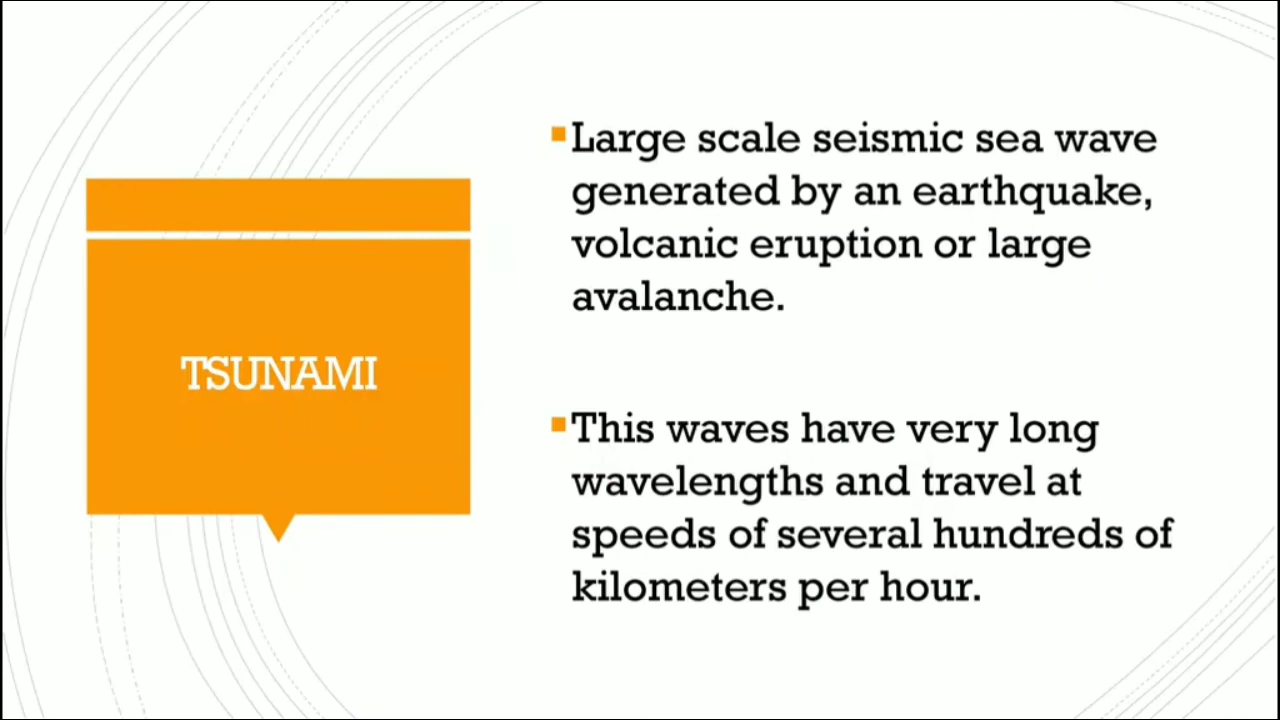 TSUNAMI
▪Large scale seismic sea wave
generated by an earthquake,
volcanic eruption or large
avalanche.
▪This waves have very long
wavelengths and travel at
speeds of several hundreds of
kilometers per hour.